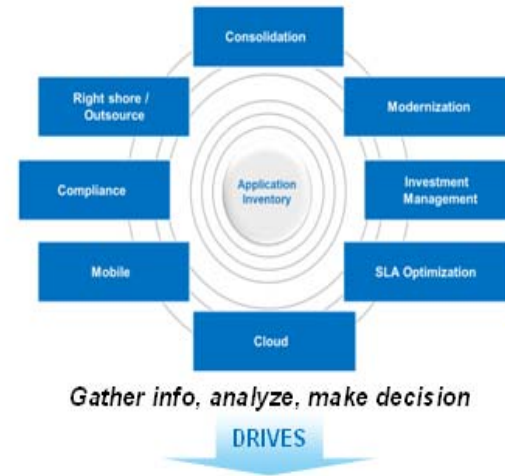 Consolidation
Right shore /
Outsource
Modernization
Compliance
Application
Inventory
Investment
Management
Mobile
SLA Optimization
Cloud
Gather info, analyze, make decision
DRIVES